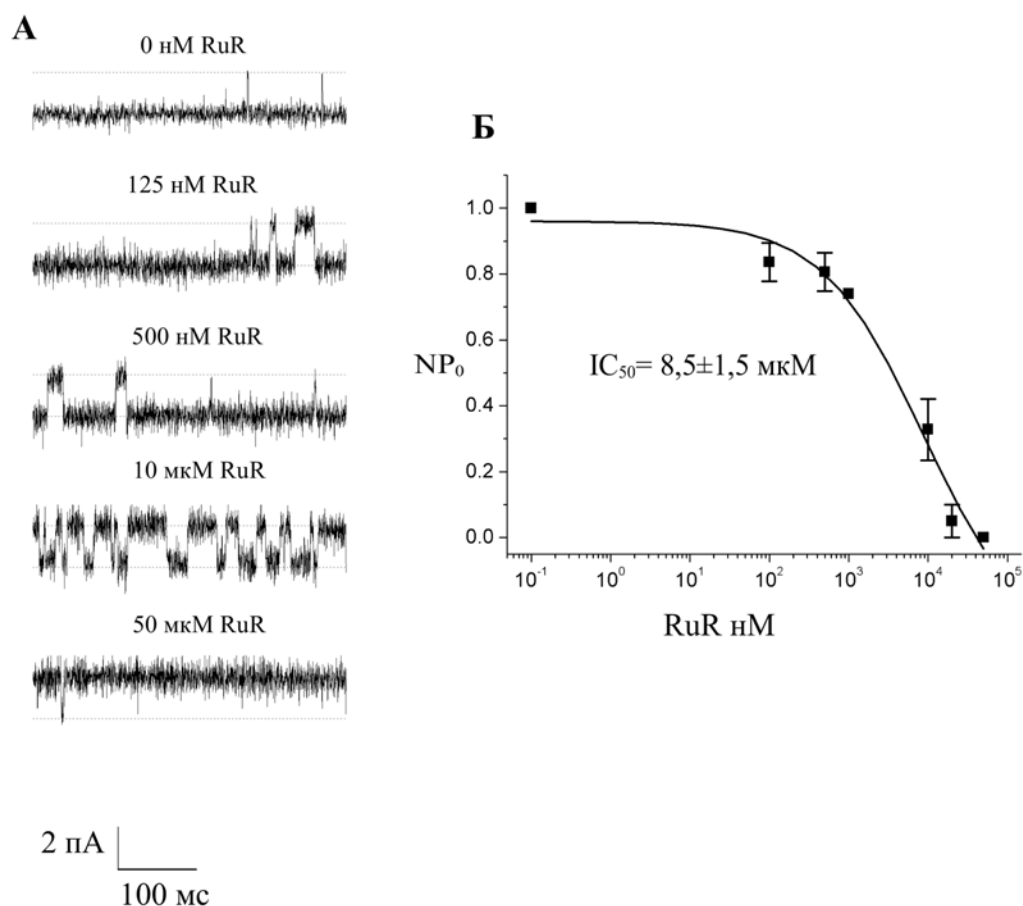 А
0 нМ RuR
125 нМ RuR
500 нМ RuR
10 мкМ RuR
50 мкМ RuR
2 пА
100 мс
Б
1.0
0.8
0.6
0.4
0.2
0.0
NP₀
IC₅₀= 8,5±1,5 мкМ
10⁻¹ 10⁰ 10¹ 10² 10³ 10⁴ 10⁵
RuR нМ